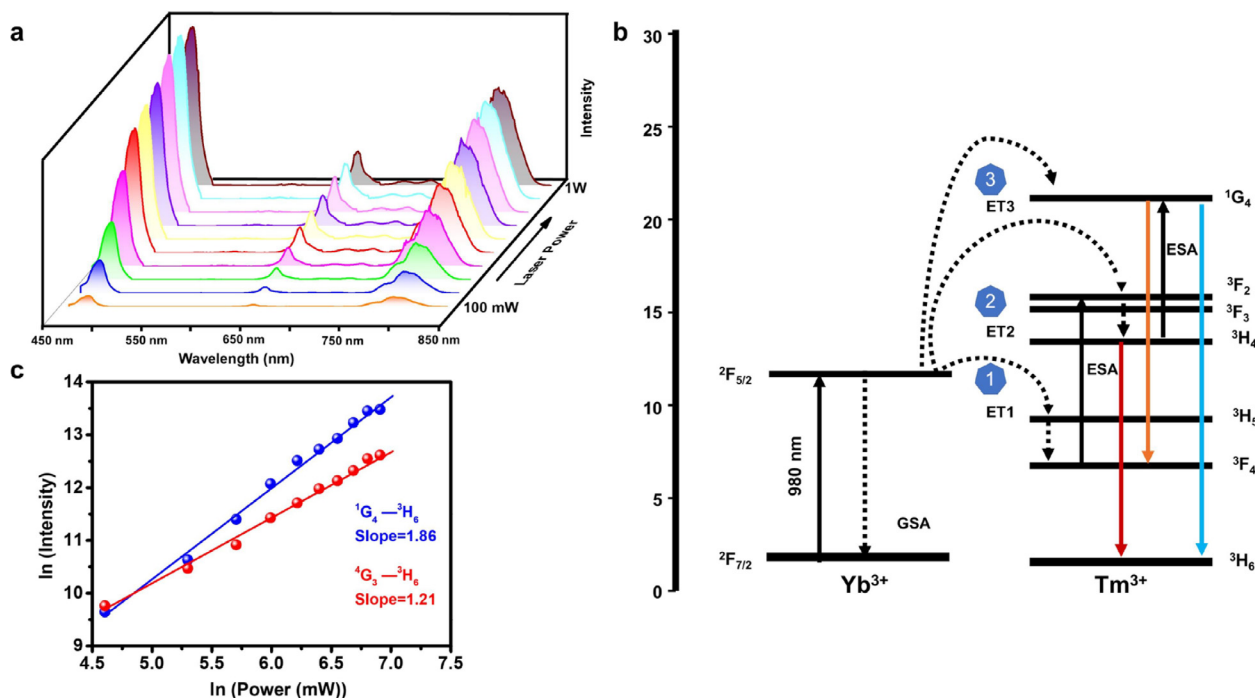 a
Intensity
1W
Laser Power
100 mW
450 nm
550 nm
650 nm
750 nm
850 nm
Wavelength (nm)
b
30
25
20
15
10
5
0
3
ET3
2
ET2
1
ET1
ESA
ESA
GSA
980 nm
²F₅/₂
²F₇/₂
Yb³⁺
¹G₄
³F₂
³F₃
³H₄
³H₅
³F₄
³H₆
Tm³⁺
c
14
13
12
11
10
9
ln (Intensity)
¹G₄ —³H₆
Slope=1.86
⁴G₃ —³H₆
Slope=1.21
4.5
5.0
5.5
6.0
6.5
7.0
7.5
ln (Power (mW))